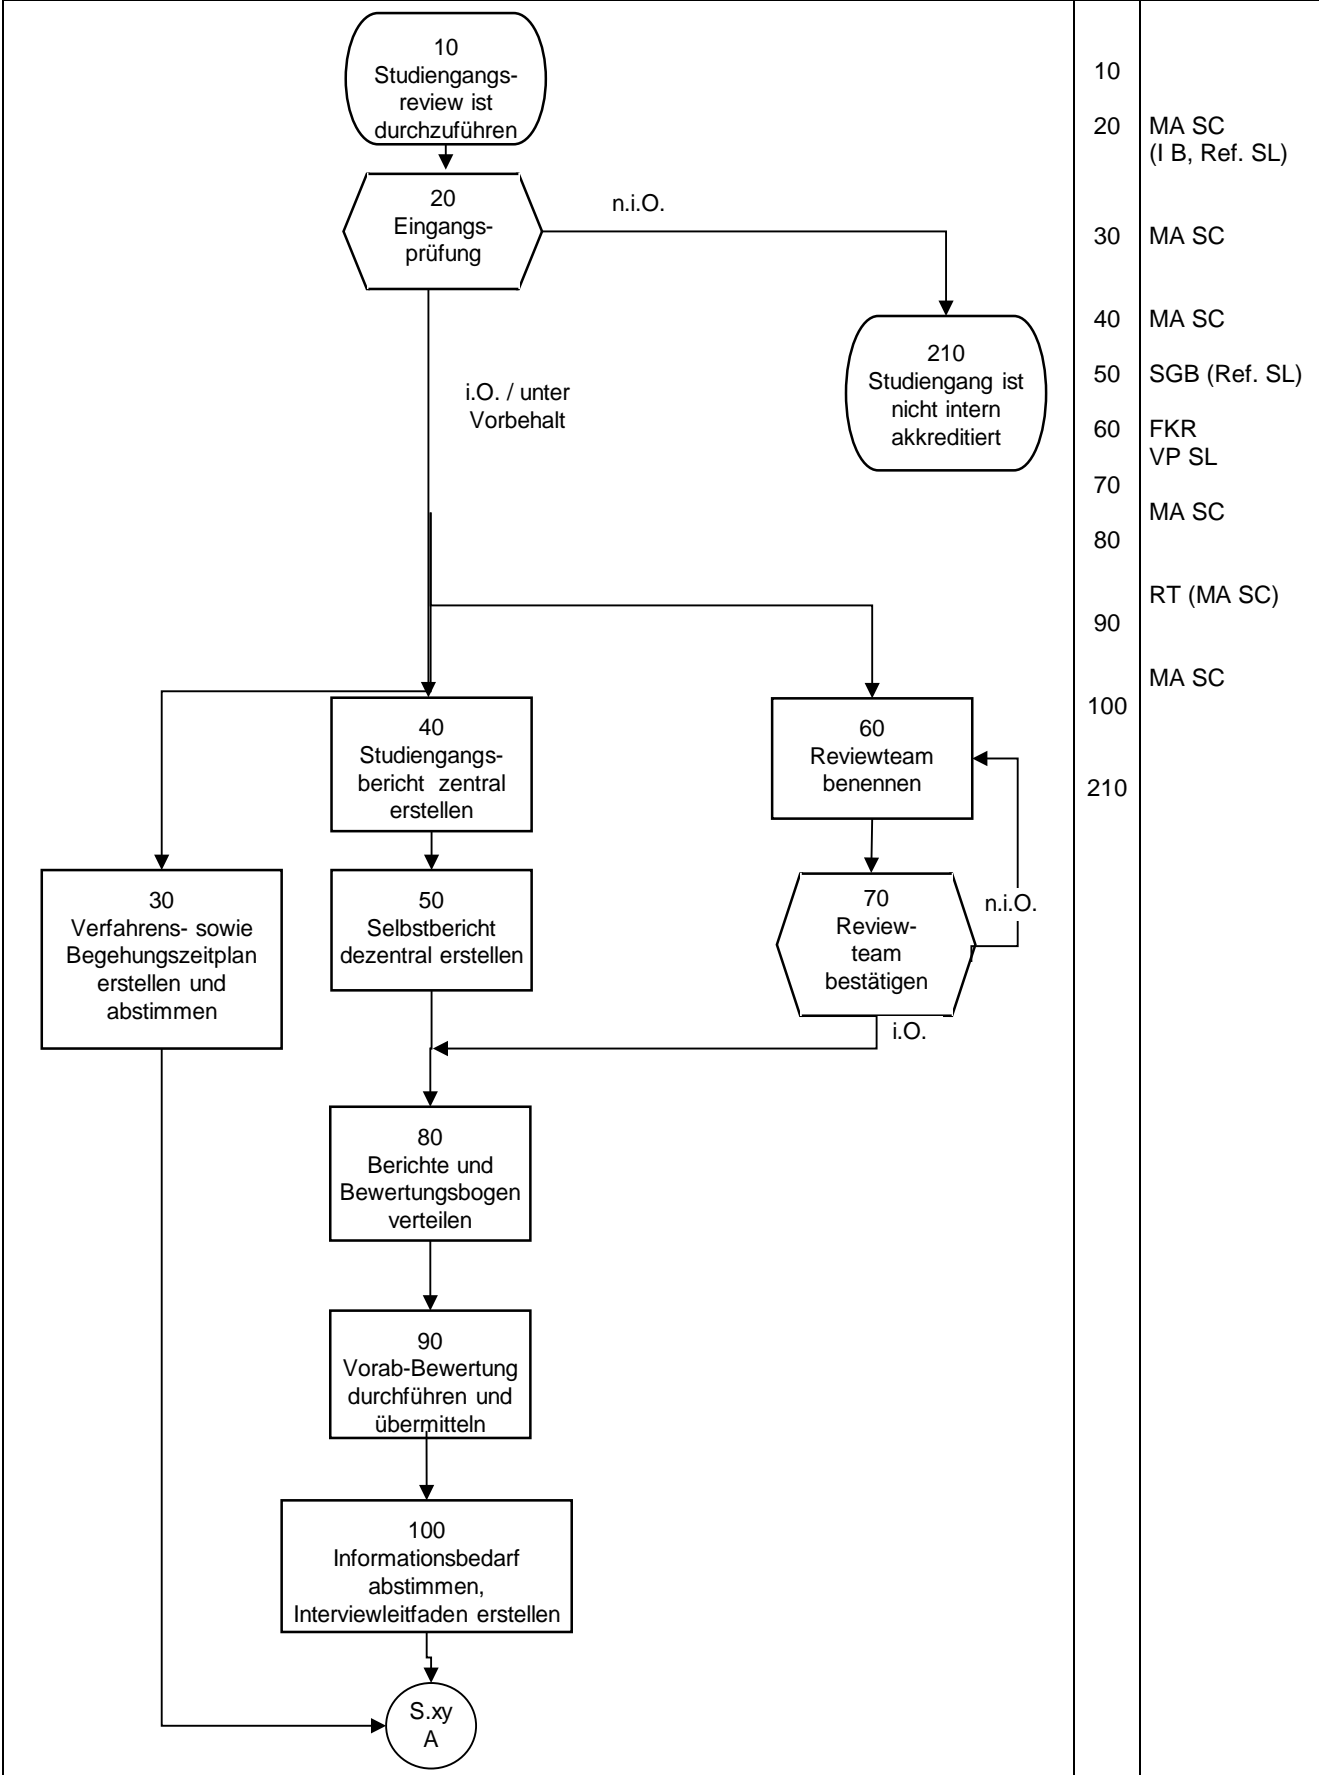 10
Studiengangs-
review ist
durchzuführen
20
Eingangs-
prüfung
n.i.O.
210
Studiengang ist
nicht intern
akkreditiert
i.O. / unter
Vorbehalt
40
Studiengangs-
bericht zentral
erstellen
60
Reviewteam
benennen
30
Verfahrens- sowie
Begehungszeitplan
erstellen und
abstimmen
50
Selbstbericht
dezentral erstellen
70
Review-
team
bestätigen
n.i.O.
i.O.
80
Berichte und
Bewertungsbogen
verteilen
90
Vorab-Bewertung
durchführen und
übermitteln
100
Informationsbedarf
abstimmen,
Interviewleitfaden erstellen
S.xy
A
10
20
30
40
50
60
70
80
90
100
210
MA SC
(I B, Ref. SL)
MA SC
MA SC
SGB (Ref. SL)
FKR
VP SL
MA SC
RT (MA SC)
MA SC